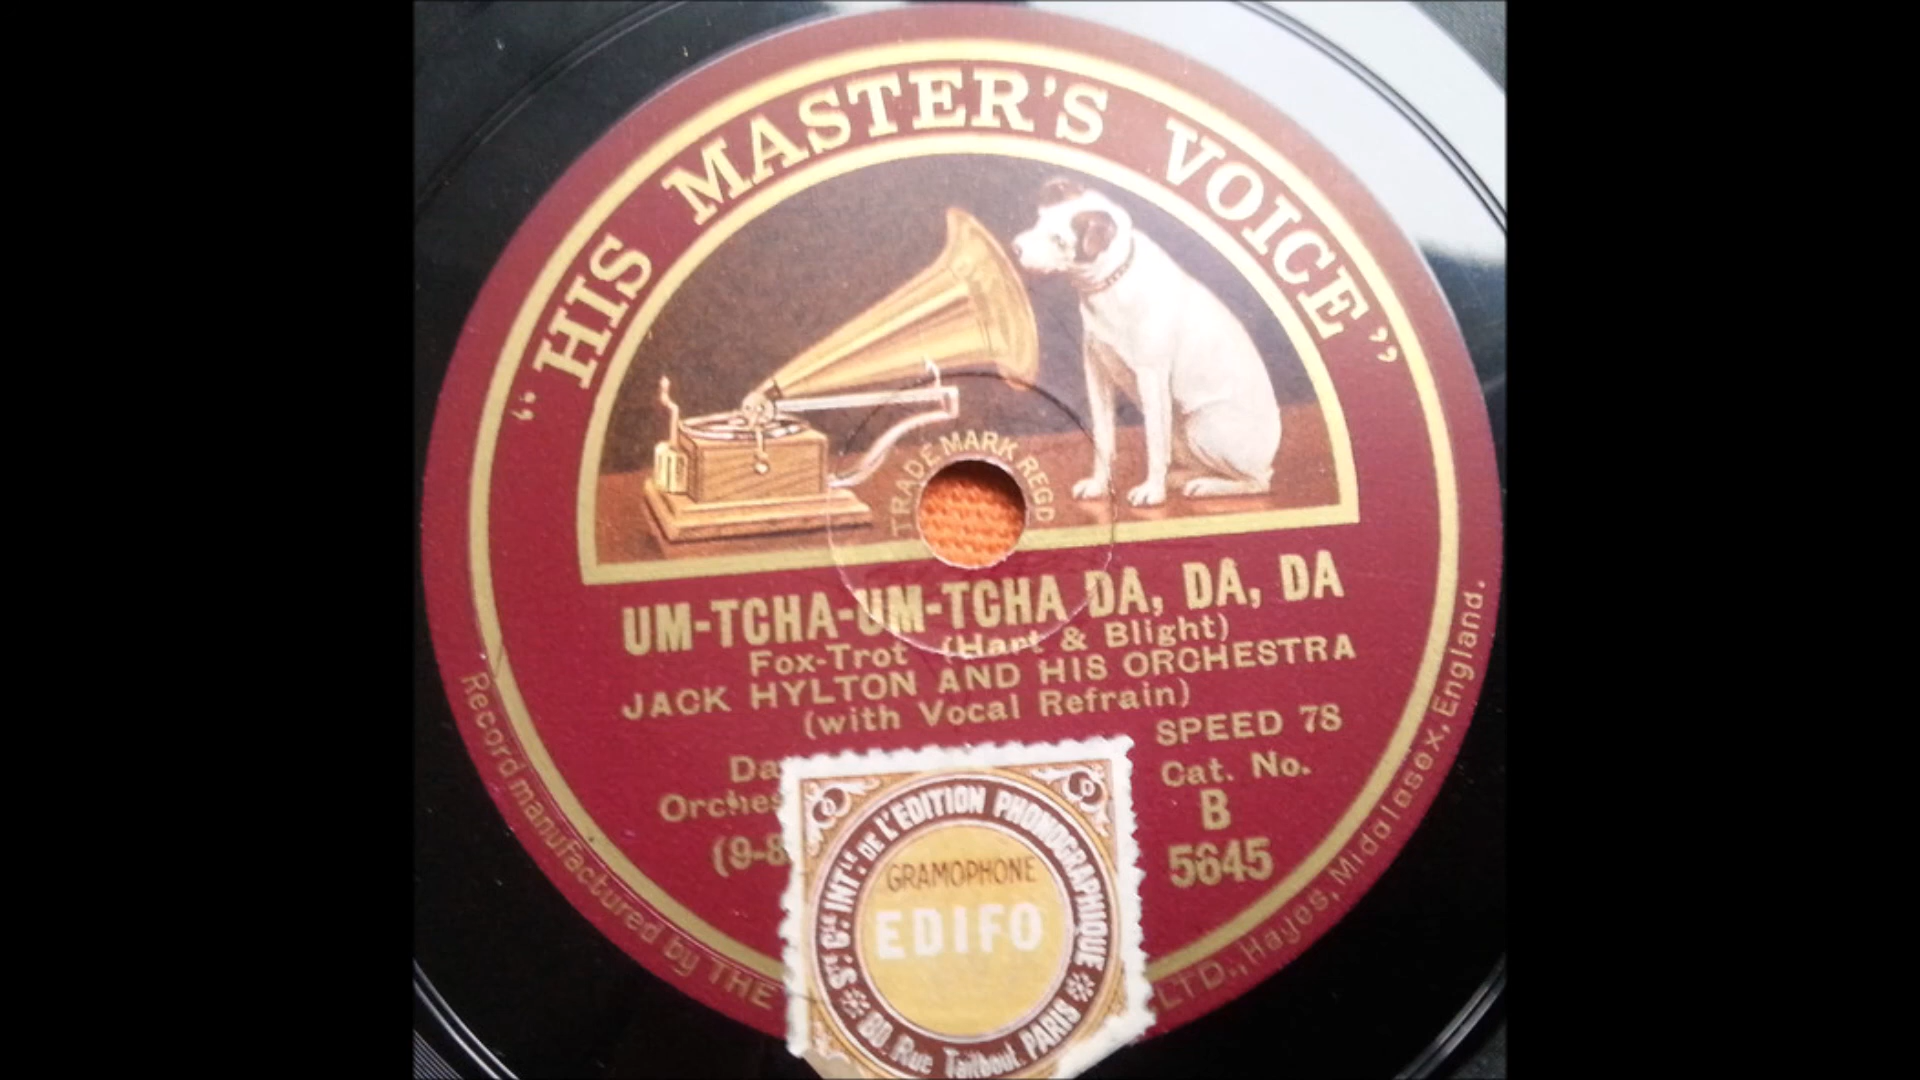 “HIS MASTER'S VOICE”
TRADE MARK REGD
UM-TCHA-UM-TCHA DA, DA, DA
Fox-Trot (Hart & Blight)
JACK HYLTON AND HIS ORCHESTRA
(with Vocal Refrain)
SPEED 78
Cat. No.
B
5645
Record manufactured by THE
LTD., Hayes, Middlesex, England.
Sté. Gie. INTle. DE L'EDITION PHONOGRAPHIQUE
GRAMOPHONE
EDIFO
80, Rue Taitbout, PARIS